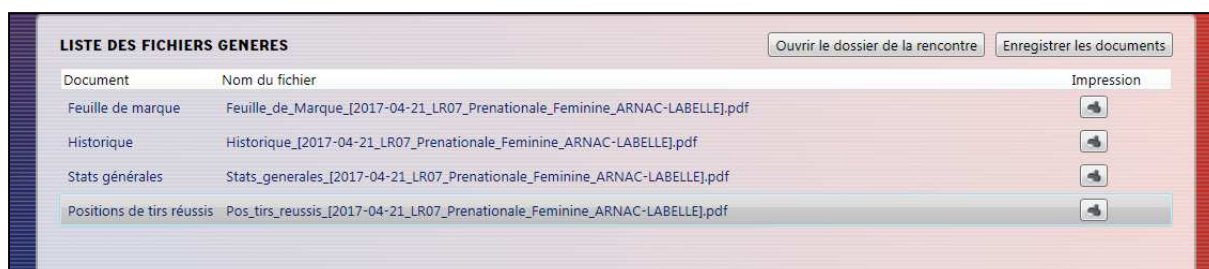 LISTE DES FICHIERS GENERES Ouvrir le dossier de la rencontre Enregistrer les documents
Document Nom du fichier Impression
Feuille de marque Feuille_de_Marque_[2017-04-21_LR07_Prenationale_Feminine_ARNAC-LABELLE].pdf
Historique Historique_[2017-04-21_LR07_Prenationale_Feminine_ARNAC-LABELLE].pdf
Stats générales Stats_generales_[2017-04-21_LR07_Prenationale_Feminine_ARNAC-LABELLE].pdf
Positions de tirs réussis Pos_tirs_reussis_[2017-04-21_LR07_Prenationale_Feminine_ARNAC-LABELLE].pdf